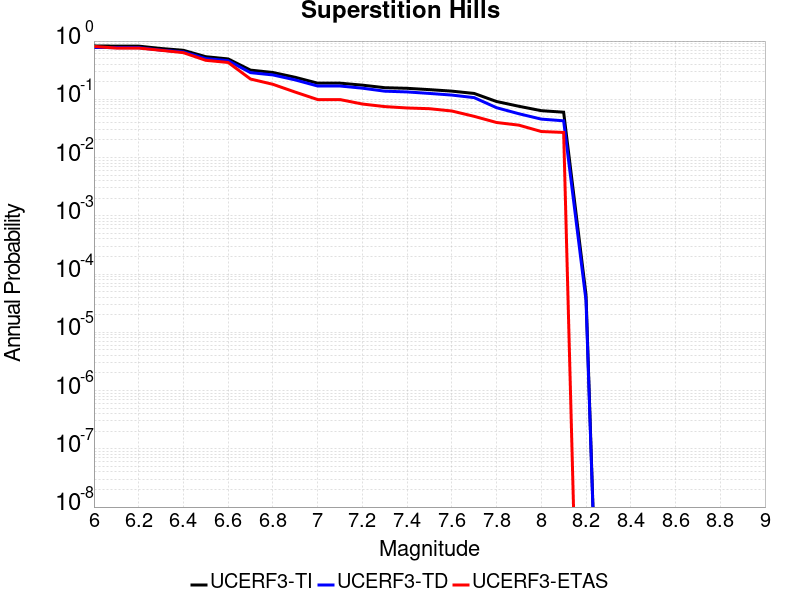 Superstition Hills
Annual Probability
10^0
10^-1
10^-2
10^-3
10^-4
10^-5
10^-6
10^-7
10^-8
6 6.2 6.4 6.6 6.8 7 7.2 7.4 7.6 7.8 8 8.2 8.4 8.6 8.8 9
Magnitude
UCERF3-TI UCERF3-TD UCERF3-ETAS